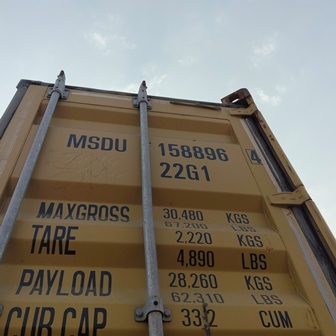 MSDU 158896 4
22G1
MAXGROSS 30,480 KGS
67,200 LBS
TARE 2.220 KGS
4,890 LBS
PAYLOAD 28.260 KGS
62,310 LBS
CUB.CAP 33.2 CUM